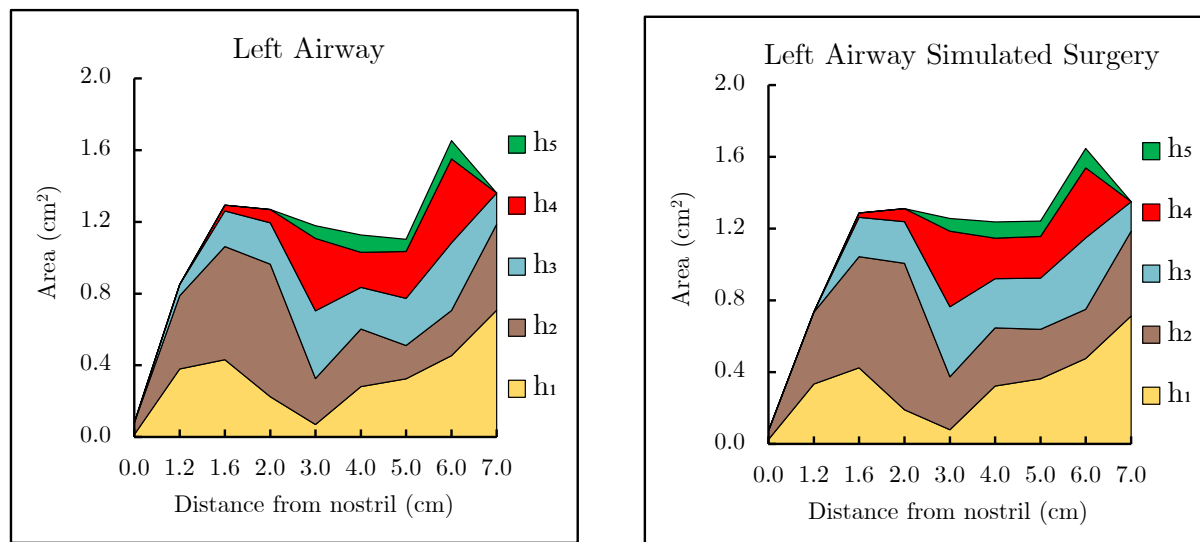 Left Airway
2.0
1.6
1.2
0.8
0.4
0.0
Area (cm²)
0.0 1.2 1.6 2.0 3.0 4.0 5.0 6.0 7.0
Distance from nostril (cm)
h₅
h₄
h₃
h₂
h₁
Left Airway Simulated Surgery
2.0
1.6
1.2
0.8
0.4
0.0
Area (cm²)
0.0 1.2 1.6 2.0 3.0 4.0 5.0 6.0 7.0
Distance from nostril (cm)
h₅
h₄
h₃
h₂
h₁